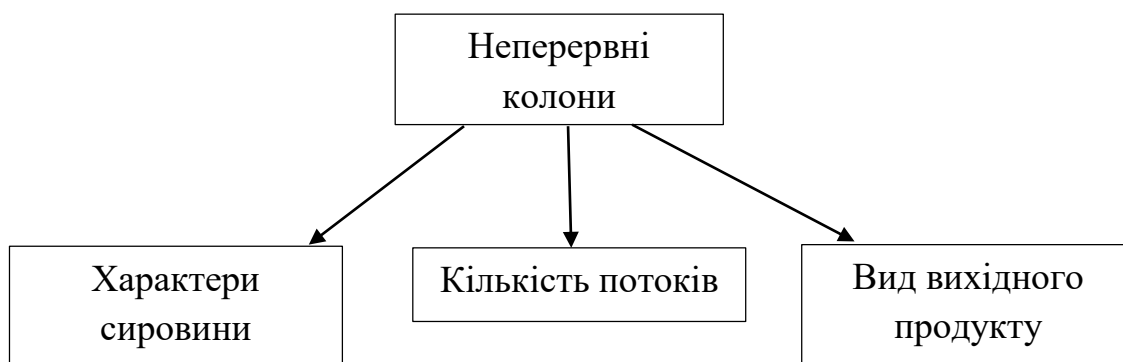 Неперервні
колони
Характери
сировини
Кількість потоків
Вид вихідного
продукту